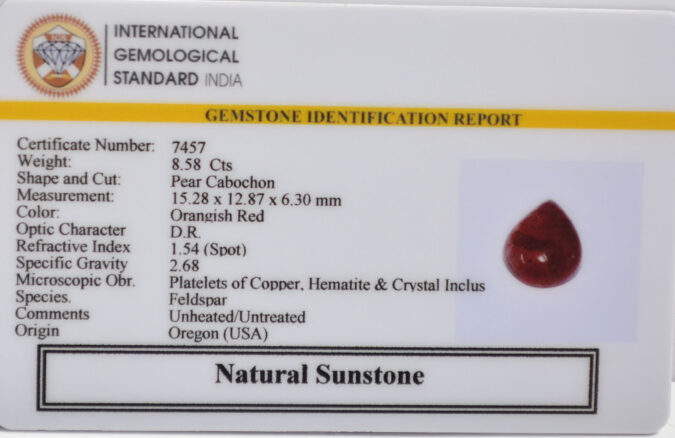 INTERNATIONAL
GEMOLOGICAL
STANDARD INDIA
GEMSTONE IDENTIFICATION REPORT
Certificate Number: 7457
Weight: 8.58 Cts
Shape and Cut: Pear Cabochon
Measurement: 15.28 x 12.87 x 6.30 mm
Color: Orangish Red
Optic Character D.R.
Refractive Index 1.54 (Spot)
Specific Gravity 2.68
Microscopic Obr. Platelets of Copper, Hematite & Crystal Inclus
Species. Feldspar
Comments Unheated/Untreated
Origin Oregon (USA)
Natural Sunstone